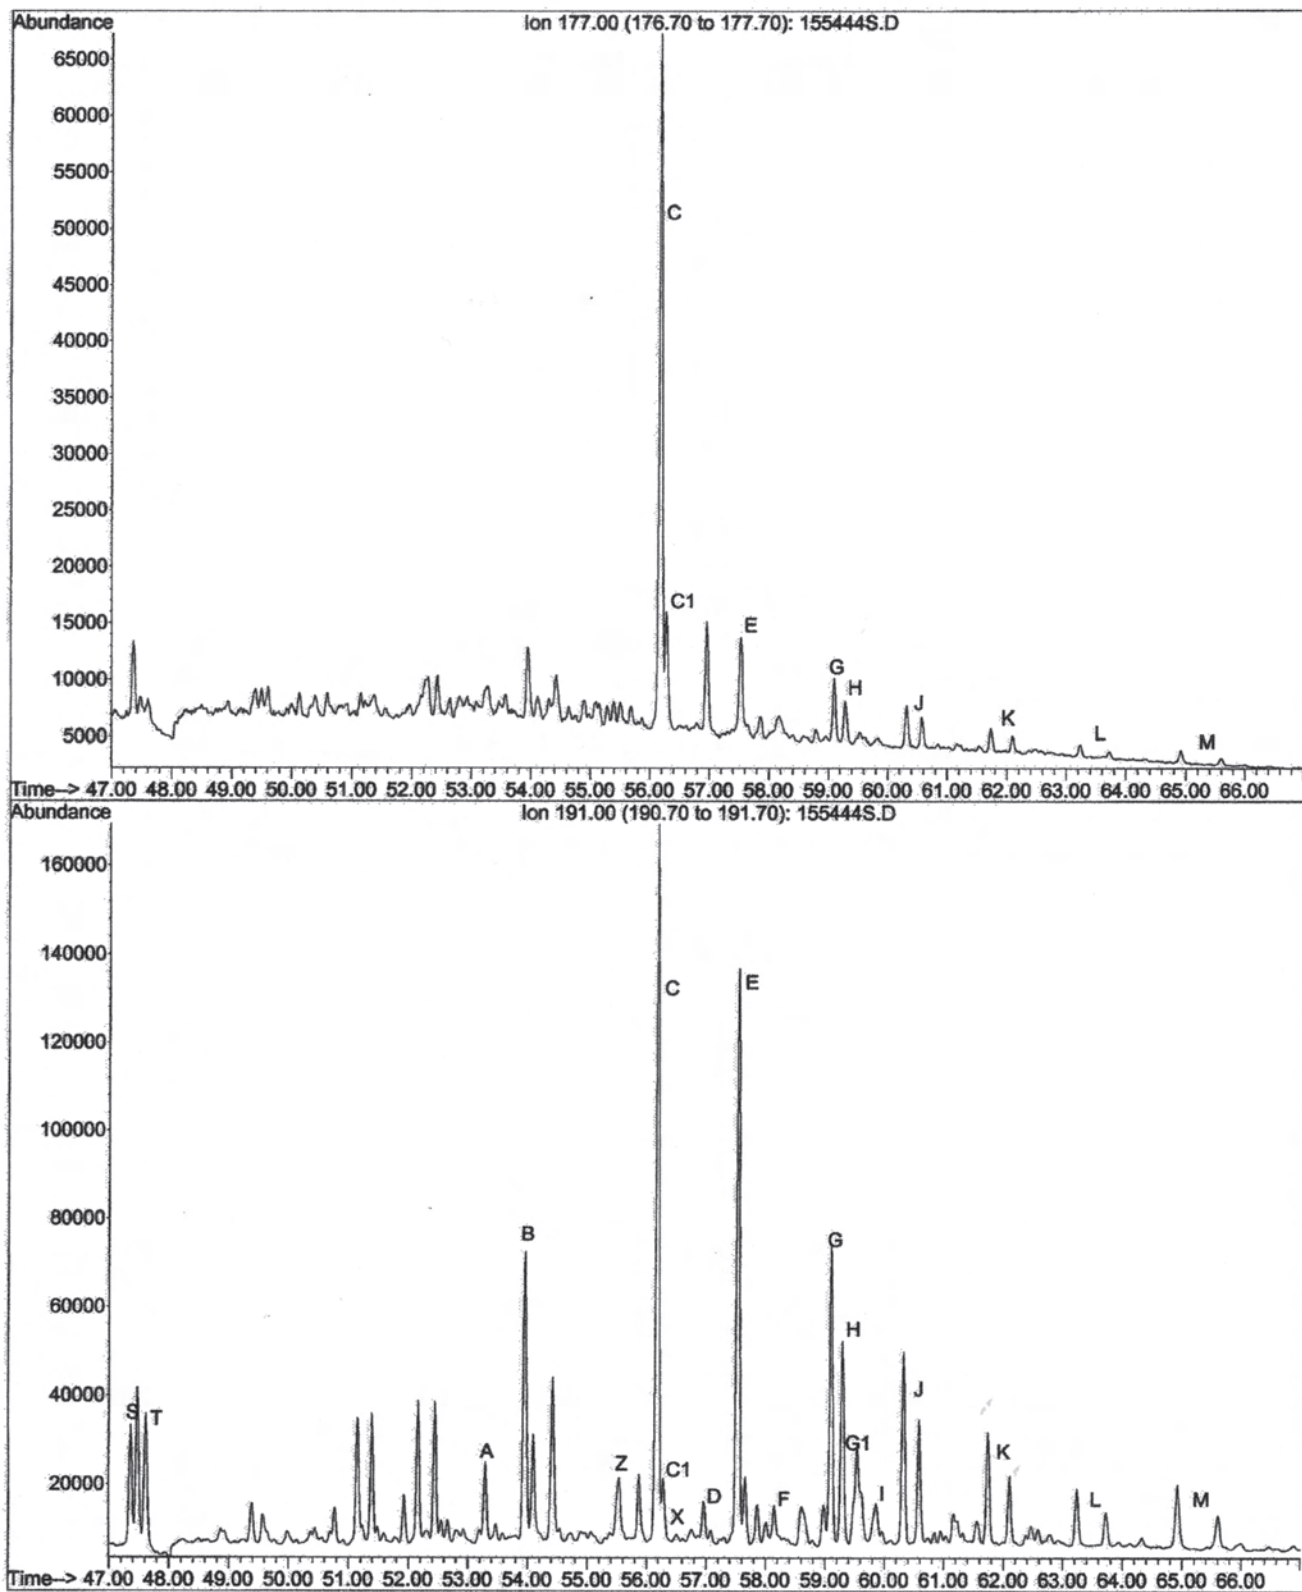 Abundance
Ion 177.00 (176.70 to 177.70): 155444S.D
65000
60000
55000
50000
45000
40000
35000
30000
25000
20000
15000
10000
5000
C
C1
E
G
H
J
K
L
M
Time--> 47.00 48.00 49.00 50.00 51.00 52.00 53.00 54.00 55.00 56.00 57.00 58.00 59.00 60.00 61.00 62.00 63.00 64.00 65.00 66.00
Abundance
Ion 191.00 (190.70 to 191.70): 155444S.D
160000
140000
120000
100000
80000
60000
40000
20000
S
T
A
B
Z
C
C1
X
D
E
F
G
H
G1
I
J
K
L
M
Time--> 47.00 48.00 49.00 50.00 51.00 52.00 53.00 54.00 55.00 56.00 57.00 58.00 59.00 60.00 61.00 62.00 63.00 64.00 65.00 66.00